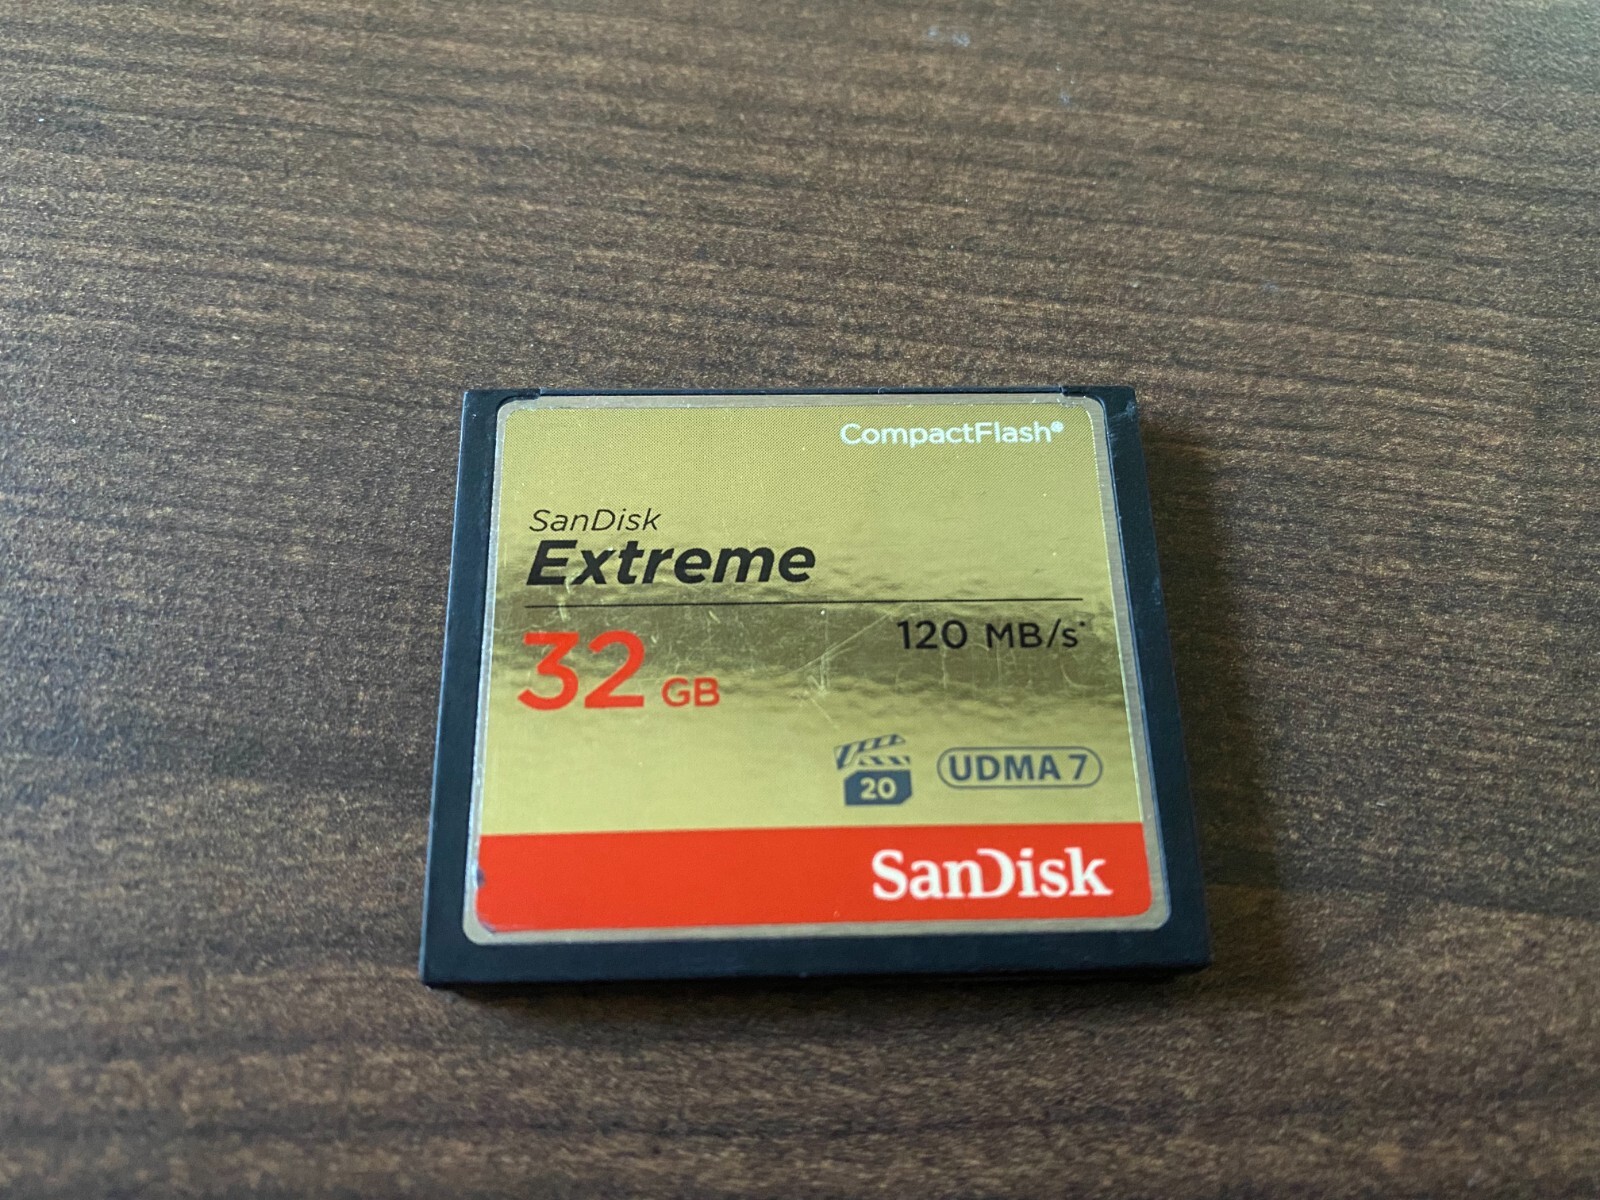 CompactFlash®
SanDisk
Extreme
120 MB/s*
32 GB
20
UDMA 7
SanDisk